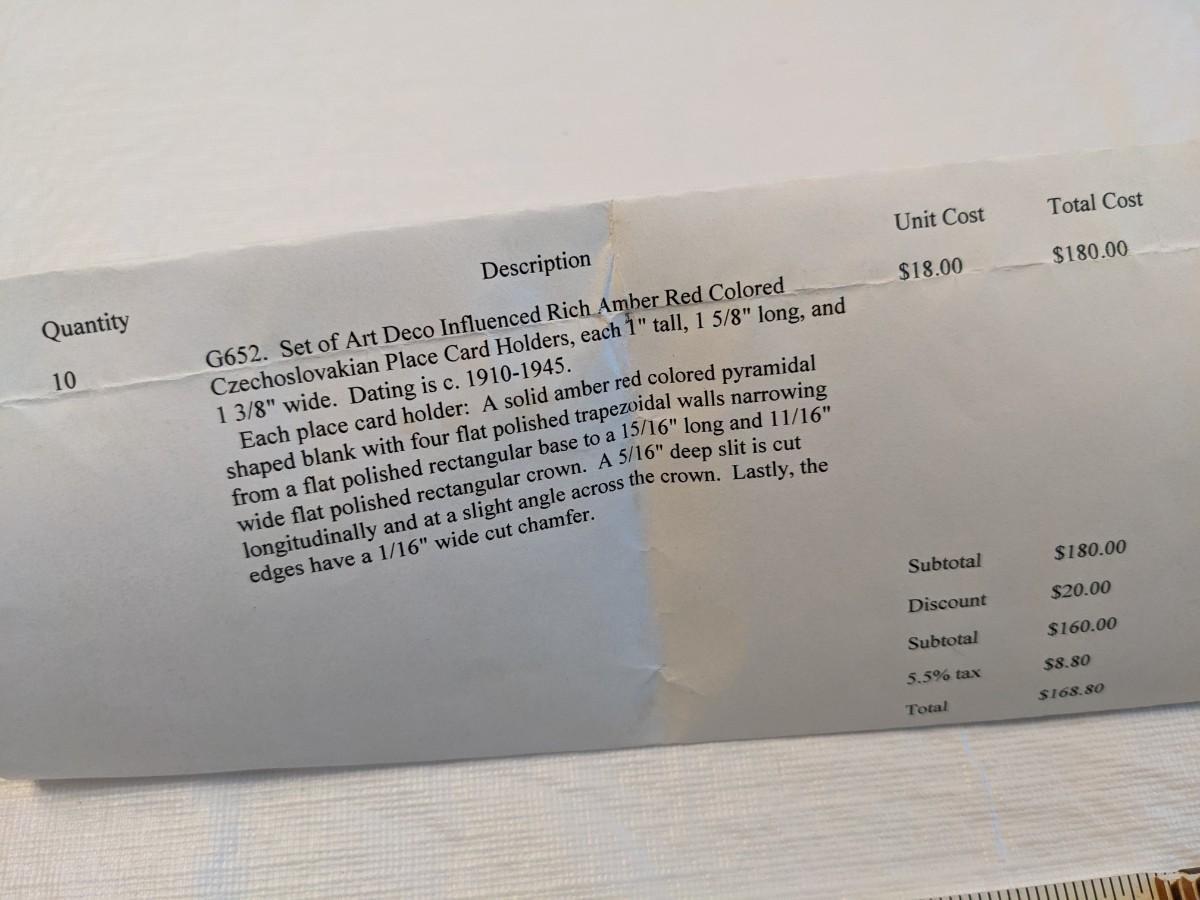 Quantity Description Unit Cost Total Cost
10 G652. Set of Art Deco Influenced Rich Amber Red Colored $18.00 $180.00
Czechoslovakian Place Card Holders, each 1" tall, 1 5/8" long, and
1 3/8" wide. Dating is c. 1910-1945.
Each place card holder: A solid amber red colored pyramidal
shaped blank with four flat polished trapezoidal walls narrowing
from a flat polished rectangular base to a 15/16" long and 11/16"
wide flat polished rectangular crown. A 5/16" deep slit is cut
longitudinally and at a slight angle across the crown. Lastly, the
edges have a 1/16" wide cut chamfer.
Subtotal $180.00
Discount $20.00
Subtotal $160.00
5.5% tax $8.80
Total $168.80